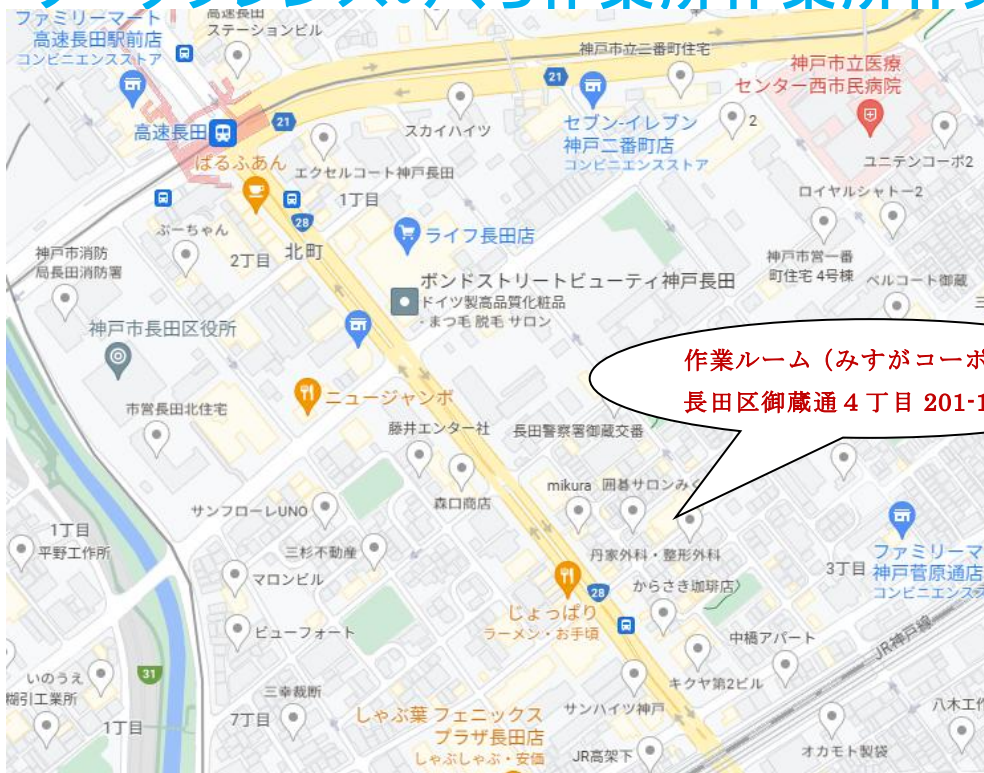 ファミリーマート
高速長田駅前店
コンビニエンスストア
高速長田
ステーションビル
神戸市立二番町住宅
神戸市立医療
センター西市民病院
21
セブン-イレブン
神戸二番町店
コンビニエンスストア
2
スカイハイツ
高速長田
21
ユニテンコーポ2
ぱるふあん
エクセルコート神戸長田
1丁目
ロイヤルシャトー2
28
ぶーちゃん
北町
2丁目
ライフ長田店
神戸市消防
局長田消防署
神戸市営一番
町住宅 4号棟
ベルコート御蔵
ボンドストリートビューティ神戸長田
ドイツ製高品質化粧品
- まつ毛 脱毛 サロン
神戸市長田区役所
作業ルーム(みすがコーポ
長田区御蔵通4丁目 201-1
ニュージャンボ
市営長田北住宅
藤井エンター社
長田警察署御蔵交番
森口商店
mikura
囲碁サロンみく
サンフローレUNO
1丁目
平野工作所
三杉不動産
丹家外科・整形外科
ファミリーマ
神戸菅原通店
コンビニエンスス
3丁目
マロンビル
28
からさき珈琲店
じょっぱり
ラーメン・お手頃
ビューフォート
中橋アパート
JR神戸線
いのうえ
糊引工業所
31
キクヤ第2ビル
三幸裁断
7丁目
サンハイツ神戸
しゃぶ葉 フェニックス
プラザ長田店
しゃぶしゃぶ・安価
1丁目
八木工作
JR高架下
オカモト製袋